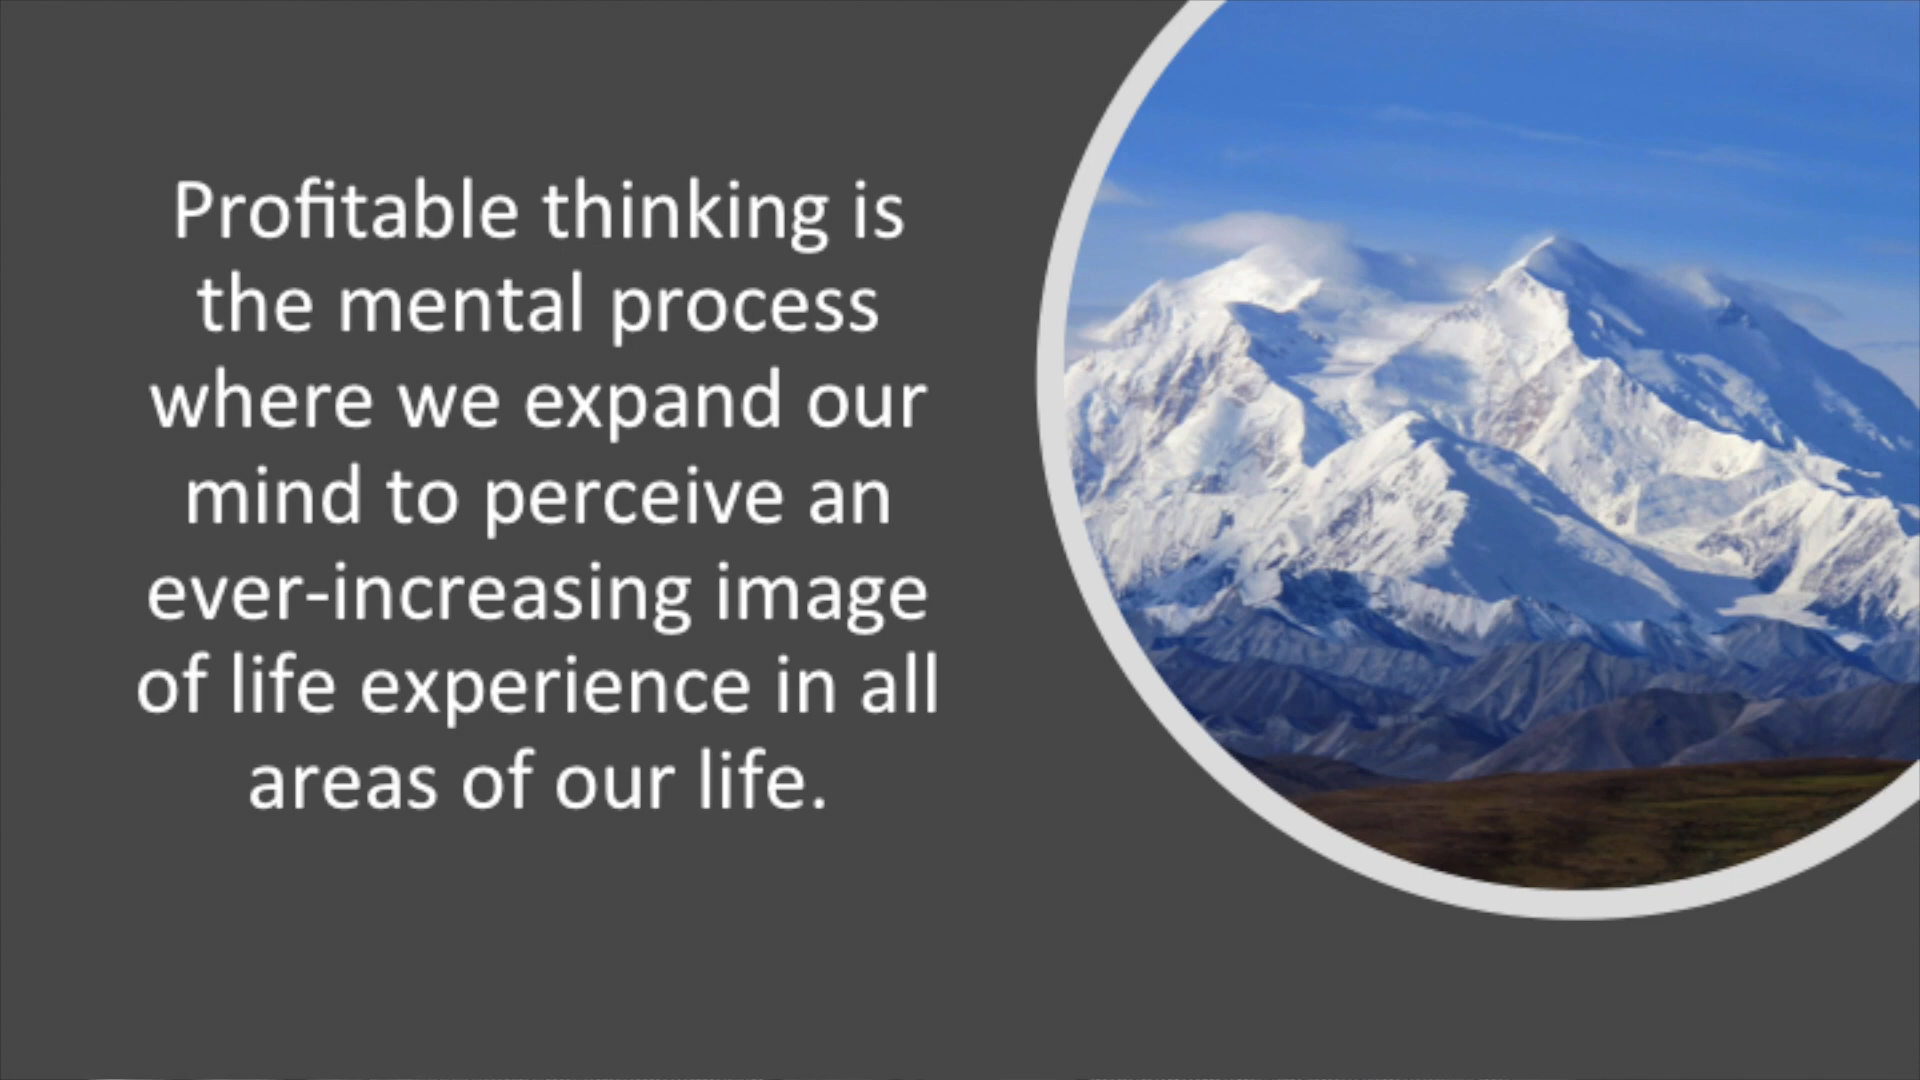 Profitable thinking is
the mental process
where we expand our
mind to perceive an
ever-increasing image
of life experience in all
areas of our life.